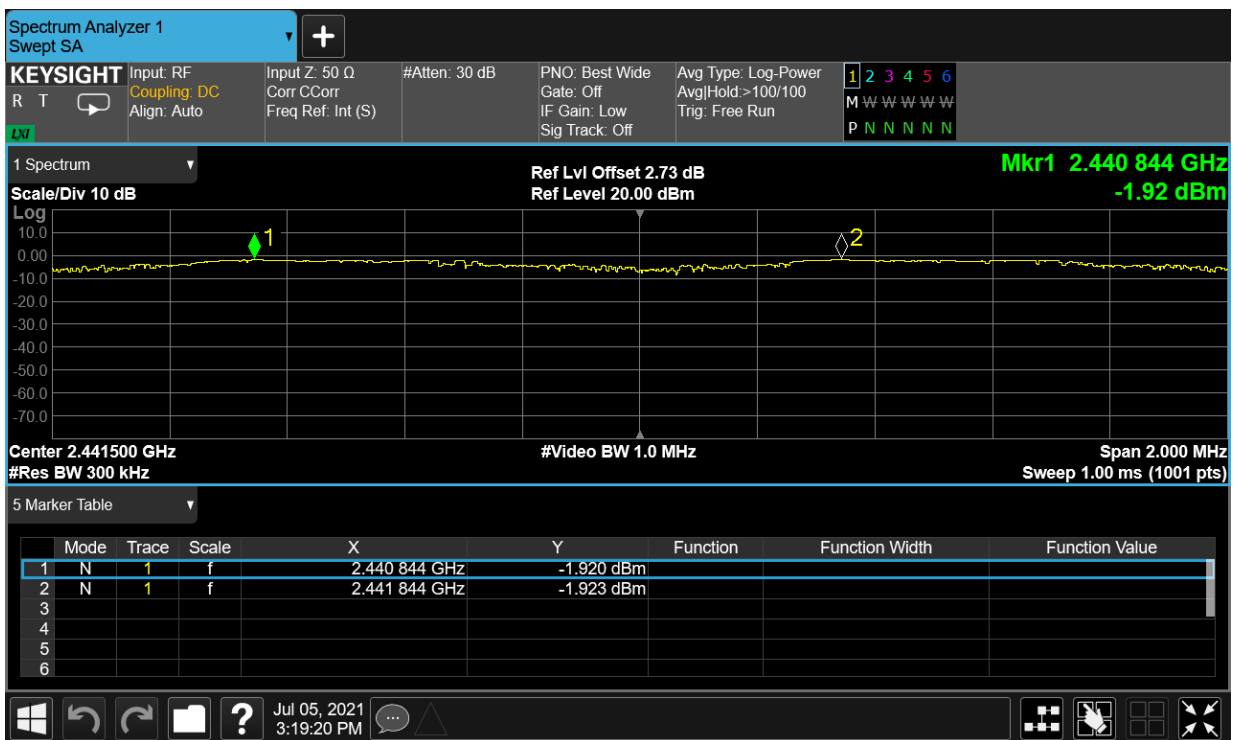 Spectrum Analyzer 1
Swept SA
+
KEYSIGHT Input: RF Input Z: 50 Ω #Atten: 30 dB PNO: Best Wide Avg Type: Log-Power 1 2 3 4 5 6
R T Coupling: DC Corr CCorr Gate: Off Avg|Hold:>100/100 M W W W W W
Align: Auto Freq Ref: Int (S) IF Gain: Low Trig: Free Run
LXI Sig Track: Off P N N N N N
1 Spectrum Ref Lvl Offset 2.73 dB Mkr1 2.440 844 GHz
Scale/Div 10 dB Ref Level 20.00 dBm -1.92 dBm
Log
10.0 1 2
0.00
-10.0
-20.0
-30.0
-40.0
-50.0
-60.0
-70.0
Center 2.441500 GHz #Video BW 1.0 MHz Span 2.000 MHz
#Res BW 300 kHz Sweep 1.00 ms (1001 pts)
5 Marker Table
Mode Trace Scale X Y Function Function Width Function Value
1 N 1 f 2.440 844 GHz -1.920 dBm
2 N 1 f 2.441 844 GHz -1.923 dBm
3
4
5
6
? Jul 05, 2021
3:19:20 PM